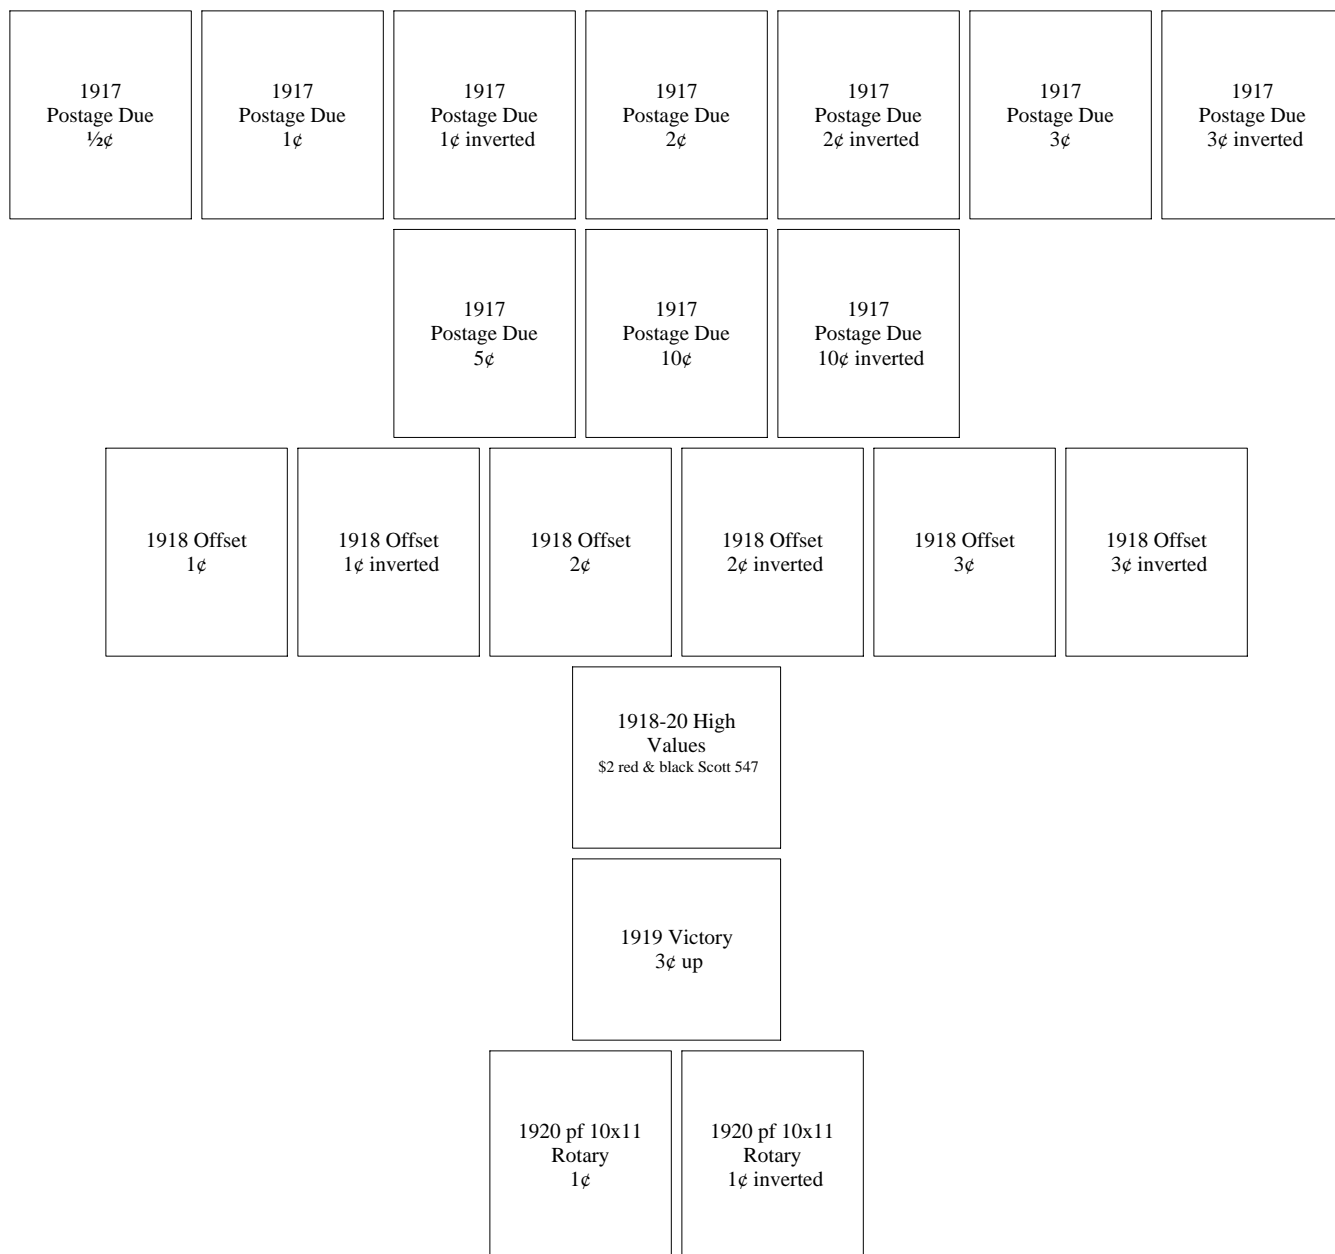 1917
Postage Due
½¢
1917
Postage Due
1¢
1917
Postage Due
1¢ inverted
1917
Postage Due
2¢
1917
Postage Due
2¢ inverted
1917
Postage Due
3¢
1917
Postage Due
3¢ inverted
1917
Postage Due
5¢
1917
Postage Due
10¢
1917
Postage Due
10¢ inverted
1918 Offset
1¢
1918 Offset
1¢ inverted
1918 Offset
2¢
1918 Offset
2¢ inverted
1918 Offset
3¢
1918 Offset
3¢ inverted
1918-20 High
Values
$2 red & black Scott 547
1919 Victory
3¢ up
1920 pf 10x11
Rotary
1¢
1920 pf 10x11
Rotary
1¢ inverted